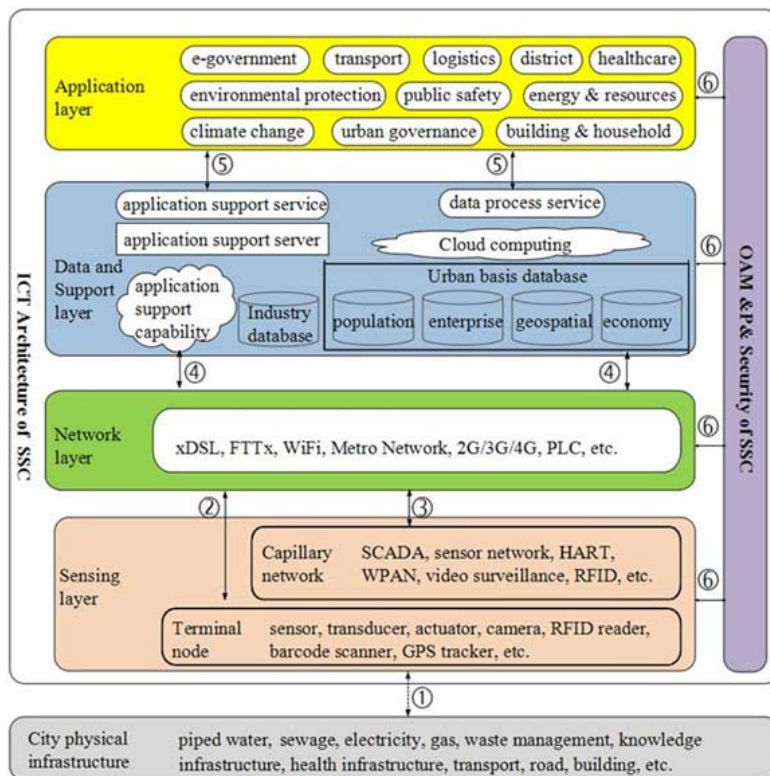 e-government transport logistics district healthcare
Application
layer
environmental protection public safety energy & resources
climate change urban governance building & household
⑥
⑤ ⑤
application support service data process service
application support server Cloud computing
⑥
Data and
Support
layer
application
support
capability
Industry
database
Urban basis database
population enterprise geospatial economy
④ ④
Network
layer
xDSL, FTTx, WiFi, Metro Network, 2G/3G/4G, PLC, etc.
⑥
② ③
Sensing
layer
Capillary
network
SCADA, sensor network, HART,
WPAN, video surveillance, RFID, etc.
⑥
Terminal
node
sensor, transducer, actuator, camera, RFID reader,
barcode scanner, GPS tracker, etc.
①
City physical
infrastructure
piped water, sewage, electricity, gas, waste management, knowledge
infrastructure, health infrastructure, transport, road, building, etc.
ICT Architecture of SSC
OAM &P& Security of SSC